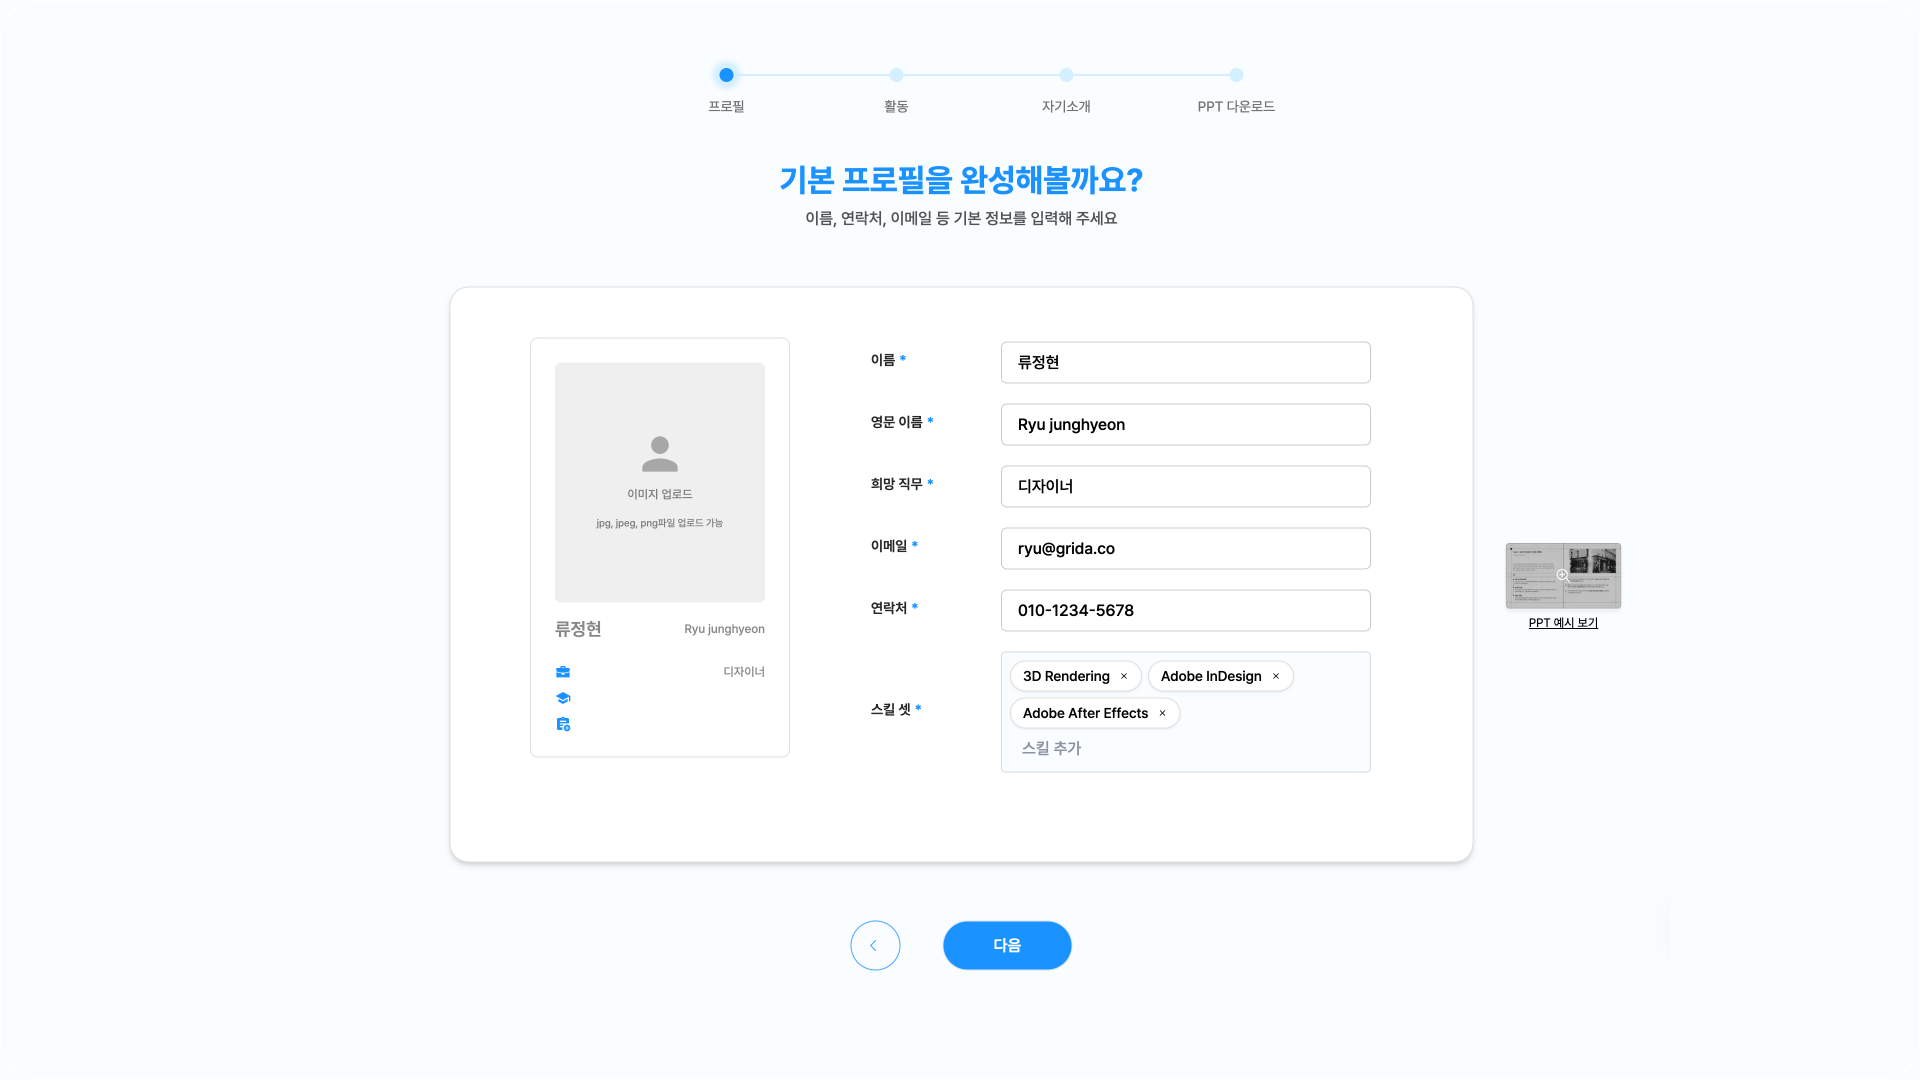 프로필
활동
자기소개
PPT 다운로드
기본 프로필을 완성해볼까요?
이름, 연락처, 이메일 등 기본 정보를 입력해 주세요
이미지 업로드
jpg, jpeg, png파일 업로드 가능
류정현 Ryu junghyeon
디자이너
이름 *
류정현
영문 이름 *
Ryu junghyeon
희망 직무 *
디자이너
이메일 *
ryu@grida.co
연락처 *
010-1234-5678
스킬 셋 *
3D Rendering ×
Adobe InDesign ×
Adobe After Effects ×
스킬 추가
PPT 예시 보기
다음